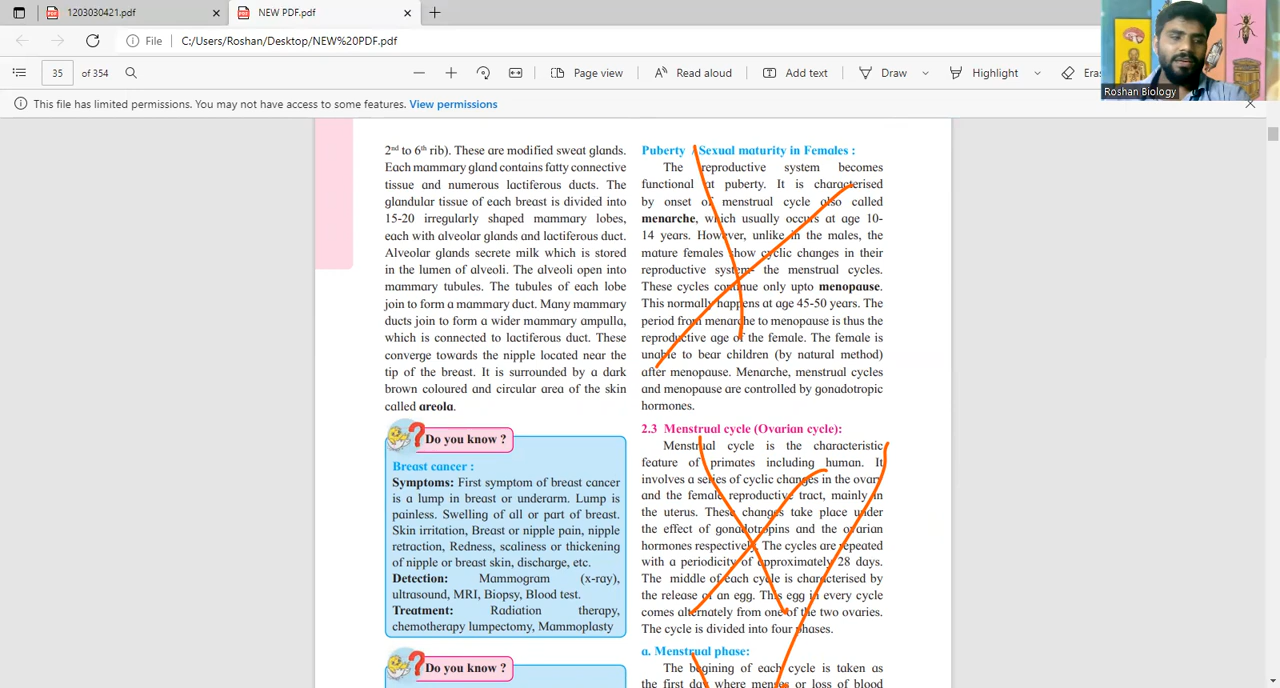 1203030421.pdf
NEW PDF.pdf
File
C:/Users/Roshan/Desktop/NEW%20PDF.pdf
35
of 354
Page view
Read aloud
Add text
Draw
Highlight
Roshan Biology
This file has limited permissions. You may not have access to some features. View permissions
2nd to 6th rib). These are modified sweat glands.
Each mammary gland contains fatty connective
tissue and numerous lactiferous ducts. The
glandular tissue of each breast is divided into
15-20 irregularly shaped mammary lobes,
each with alveolar glands and lactiferous duct.
Alveolar glands secrete milk which is stored
in the lumen of alveoli. The alveoli open into
mammary tubules. The tubules of each lobe
join to form a mammary duct. Many mammary
ducts join to form a wider mammary ampulla,
which is connected to lactiferous duct. These
converge towards the nipple located near the
tip of the breast. It is surrounded by a dark
brown coloured and circular area of the skin
called areola.
Do you know ?
Breast cancer :
Symptoms: First symptom of breast cancer
is a lump in breast or underarm. Lump is
painless. Swelling of all or part of breast.
Skin irritation, Breast or nipple pain, nipple
retraction, Redness, scaliness or thickening
of nipple or breast skin, discharge, etc.
Detection: Mammogram (x-ray),
ultrasound, MRI, Biopsy, Blood test.
Treatment: Radiation therapy,
chemotherapy lumpectomy, Mammoplasty
Do you know ?
Puberty / Sexual maturity in Females :
The reproductive system becomes
functional at puberty. It is characterised
by onset of menstrual cycle also called
menarche, which usually occurs at age 10-
14 years. However, unlike in the males, the
mature females show cyclic changes in their
reproductive system- the menstrual cycles.
These cycles continue only upto menopause.
This normally happens at age 45-50 years. The
period from menarche to menopause is thus the
reproductive age of the female. The female is
unable to bear children (by natural method)
after menopause. Menarche, menstrual cycles
and menopause are controlled by gonadotropic
hormones.
2.3 Menstrual cycle (Ovarian cycle):
Menstrual cycle is the characteristic
feature of primates including human. It
involves a series of cyclic changes in the ovary
and the female reproductive tract, mainly in
the uterus. These changes take place under
the effect of gonadotropins and the ovarian
hormones respectively. The cycles are repeated
with a periodicity of approximately 28 days.
The middle of each cycle is characterised by
the release of an egg. This egg in every cycle
comes alternately from one of the two ovaries.
The cycle is divided into four phases.
a. Menstrual phase:
The begining of each cycle is taken as
the first day where menses or loss of blood